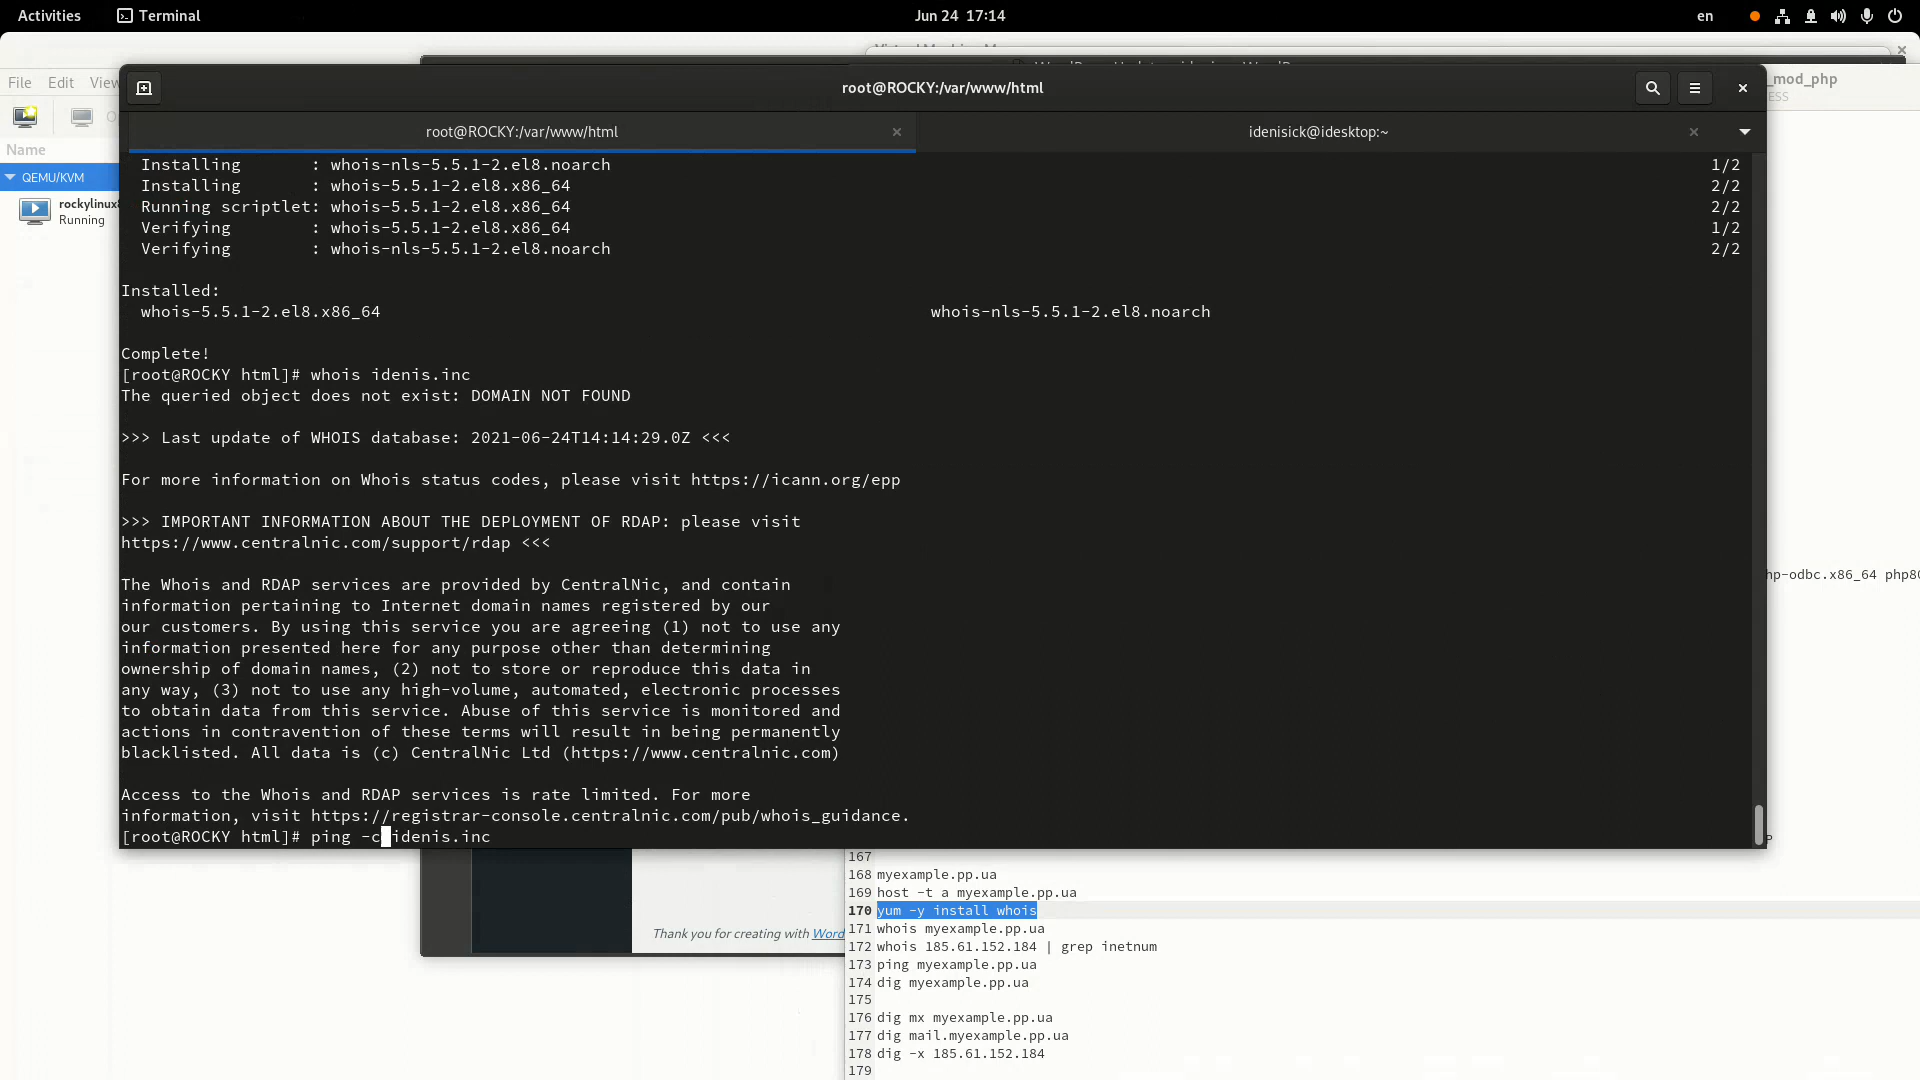 Activities
Terminal
Jun 24 17:14
en
File Edit View
Name
QEMU/KVM
rockylinux8
Running
root@ROCKY:/var/www/html
root@ROCKY:/var/www/html
idenisick@idesktop:~
_mod_php
Installing : whois-nls-5.5.1-2.el8.noarch 1/2
Installing : whois-5.5.1-2.el8.x86_64 2/2
Running scriptlet: whois-5.5.1-2.el8.x86_64 2/2
Verifying : whois-5.5.1-2.el8.x86_64 1/2
Verifying : whois-nls-5.5.1-2.el8.noarch 2/2
Installed:
whois-5.5.1-2.el8.x86_64 whois-nls-5.5.1-2.el8.noarch
Complete!
[root@ROCKY html]# whois idenis.inc
The queried object does not exist: DOMAIN NOT FOUND
>>> Last update of WHOIS database: 2021-06-24T14:14:29.0Z <<<
For more information on Whois status codes, please visit https://icann.org/epp
>>> IMPORTANT INFORMATION ABOUT THE DEPLOYMENT OF RDAP: please visit
https://www.centralnic.com/support/rdap <<<
The Whois and RDAP services are provided by CentralNic, and contain
information pertaining to Internet domain names registered by our
our customers. By using this service you are agreeing (1) not to use any
information presented here for any purpose other than determining
ownership of domain names, (2) not to store or reproduce this data in
any way, (3) not to use any high-volume, automated, electronic processes
to obtain data from this service. Abuse of this service is monitored and
actions in contravention of these terms will result in being permanently
blacklisted. All data is (c) CentralNic Ltd (https://www.centralnic.com)
Access to the Whois and RDAP services is rate limited. For more
information, visit https://registrar-console.centralnic.com/pub/whois_guidance.
[root@ROCKY html]# ping -c idenis.inc
hp-odbc.x86_64 php80
Thank you for creating with Word
167
168 myexample.pp.ua
169 host -t a myexample.pp.ua
170 yum -y install whois
171 whois myexample.pp.ua
172 whois 185.61.152.184 | grep inetnum
173 ping myexample.pp.ua
174 dig myexample.pp.ua
175
176 dig mx myexample.pp.ua
177 dig mail.myexample.pp.ua
178 dig -x 185.61.152.184
179